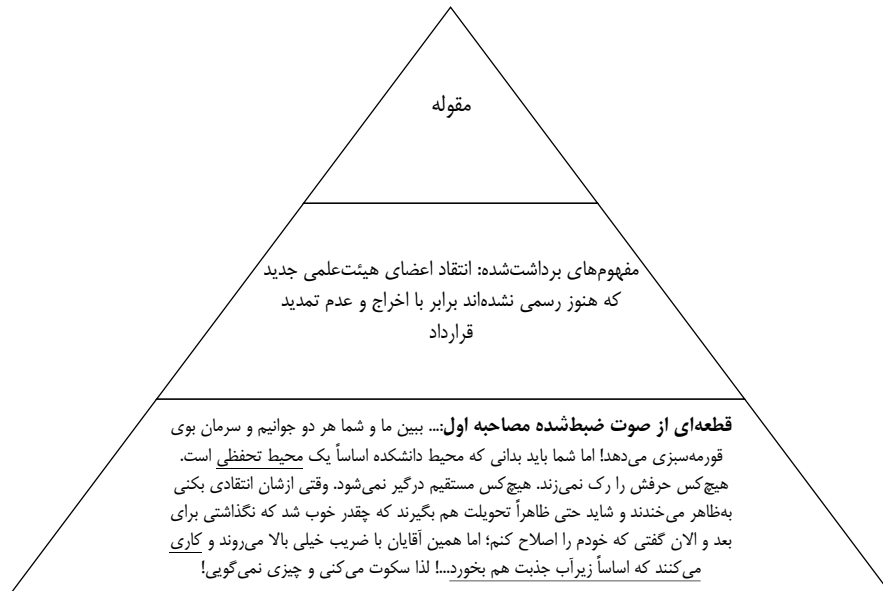 مقوله
مفهوم‌های برداشت‌شده: انتقاد اعضای هیئت‌علمی جدید
که هنوز رسمی نشده‌اند برابر با اخراج و عدم تمدید
قرارداد
قطعه‌ای از صوت ضبط‌شده مصاحبه اول:... ببین ما و شما هر دو جوانیم و سرمان بوی
قورمه‌سبزی می‌دهد! اما شما باید بدانی که محیط دانشکده اساساً یک محیط تحفظی است.
هیچ‌کس حرفش را رک نمی‌زند. هیچ‌کس مستقیم درگیر نمی‌شود. وقتی ازشان انتقادی بکنی
به‌ظاهر می‌خندند و شاید حتی ظاهراً تحویلت هم بگیرند که چقدر خوب شد که نگذاشتی برای
بعد و الان گفتی که خودم را اصلاح کنم؛ اما همین آقایان با ضریب خیلی بالا می‌روند و کاری
می‌کنند که اساساً زیرآب جذبت هم بخورد...! لذا سکوت می‌کنی و چیزی نمی‌گویی!